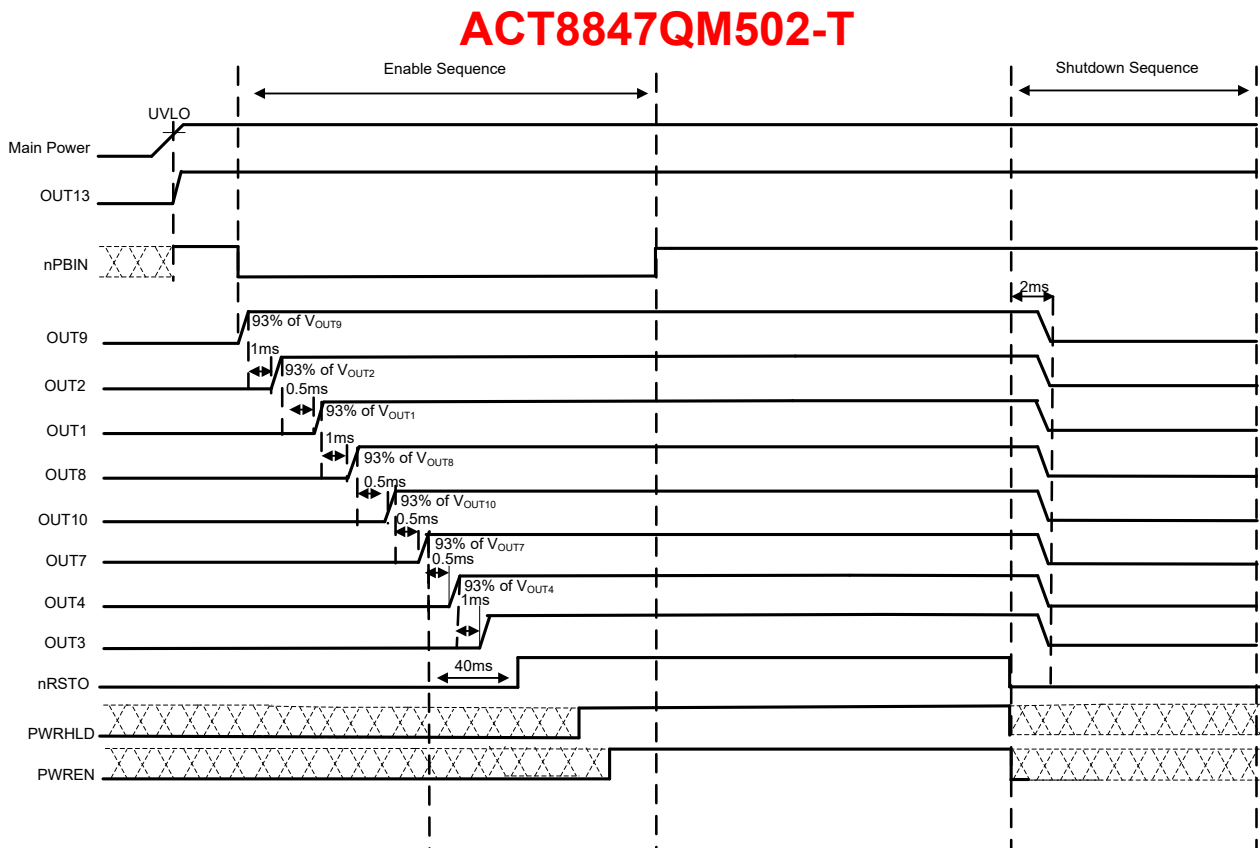 ACT8847QM502-T
Enable Sequence
Shutdown Sequence
UVLO
Main Power
OUT13
nPBIN
2ms
OUT9
93% of VOUT9
1ms
OUT2
93% of VOUT2
0.5ms
OUT1
93% of VOUT1
1ms
OUT8
93% of VOUT8
0.5ms
OUT10
93% of VOUT10
0.5ms
OUT7
93% of VOUT7
0.5ms
OUT4
93% of VOUT4
1ms
OUT3
40ms
nRSTO
PWRHLD
PWREN